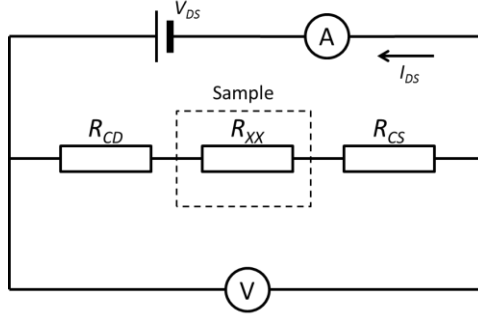 V_DS
A
I_DS
Sample
R_CD
R_XX
R_CS
V